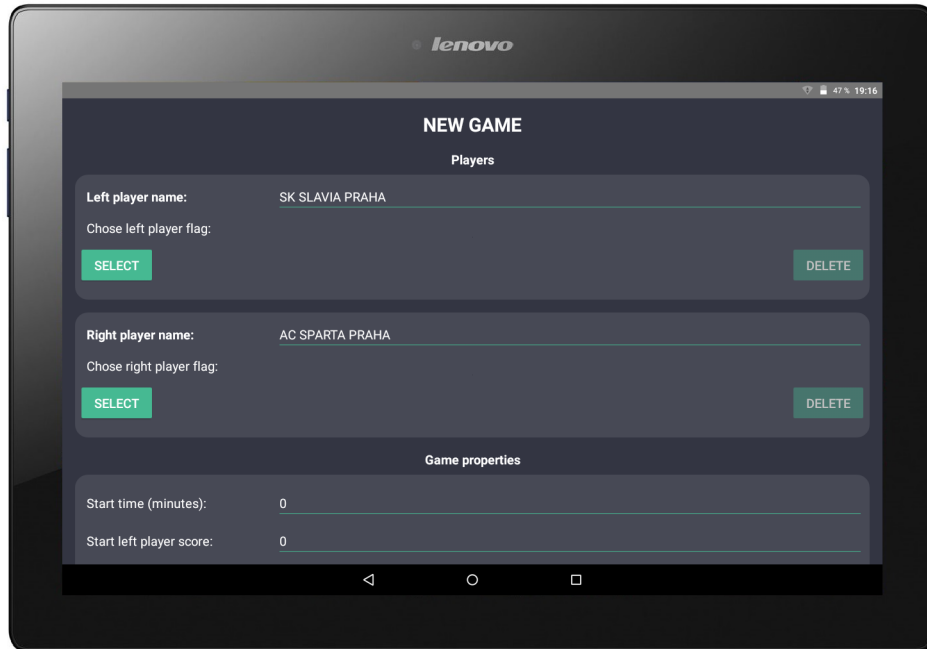 lenovo
47 % 19:16
NEW GAME
Players
Left player name: SK SLAVIA PRAHA
Chose left player flag:
SELECT DELETE
Right player name: AC SPARTA PRAHA
Chose right player flag:
SELECT DELETE
Game properties
Start time (minutes): 0
Start left player score: 0